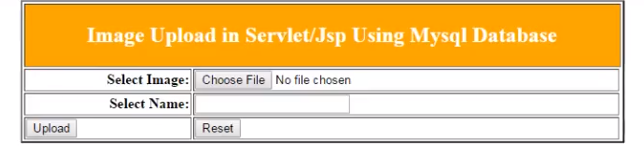 Image Upload in Servlet/Jsp Using Mysql Database
Select Image: Choose File No file chosen
Select Name:
Upload Reset